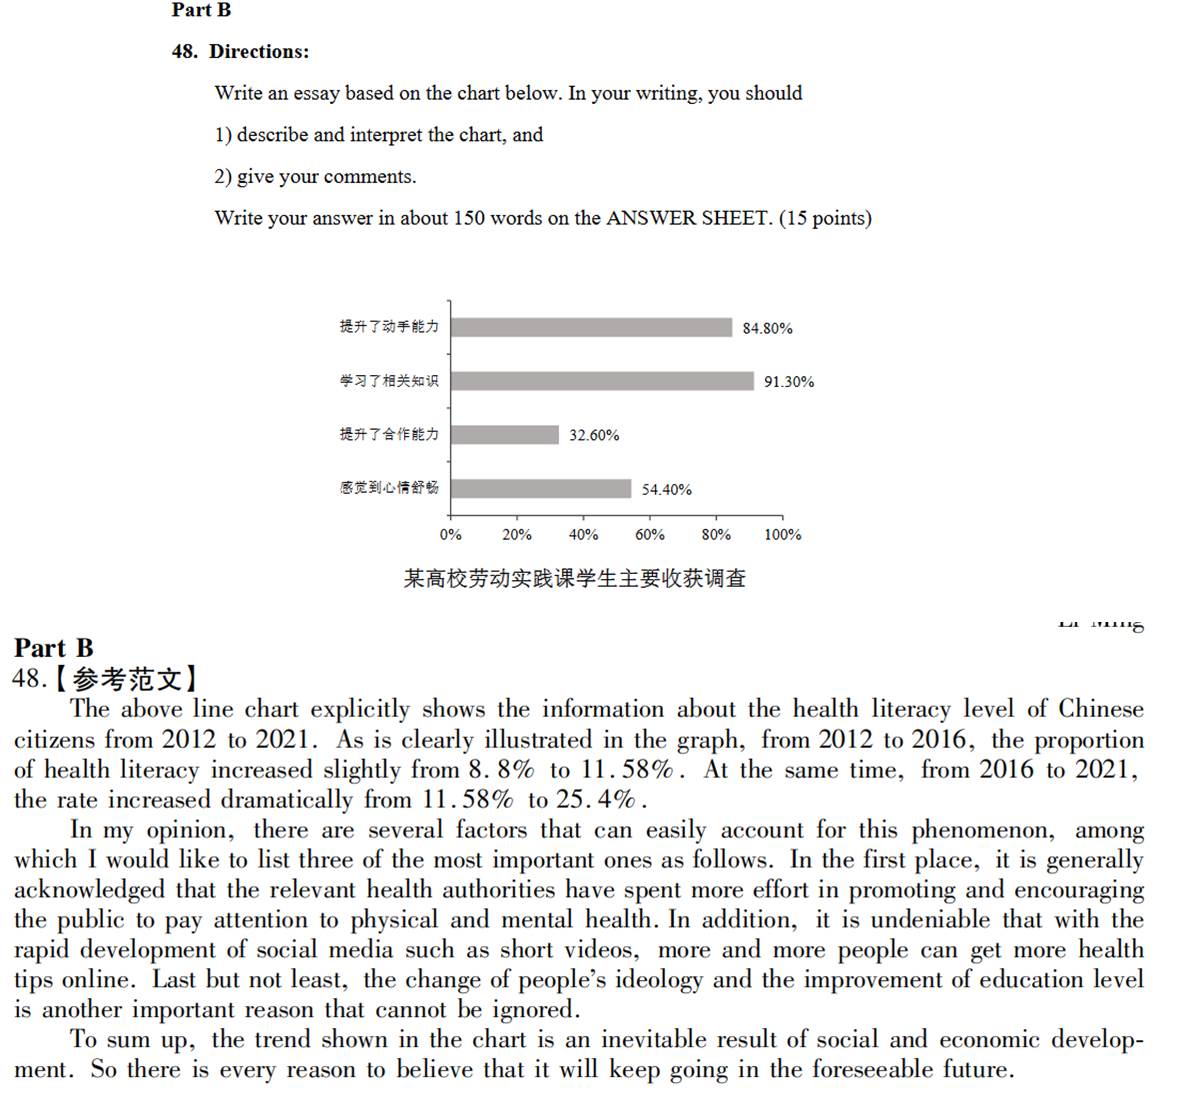 Part B
48. Directions:
Write an essay based on the chart below. In your writing, you should
1) describe and interpret the chart, and
2) give your comments.
Write your answer in about 150 words on the ANSWER SHEET. (15 points)
提升了动手能力 84.80%
学习了相关知识 91.30%
提升了合作能力 32.60%
感觉到心情舒畅 54.40%
0% 20% 40% 60% 80% 100%
某高校劳动实践课学生主要收获调查
Part B
48.【参考范文】
The above line chart explicitly shows the information about the health literacy level of Chinese
citizens from 2012 to 2021. As is clearly illustrated in the graph, from 2012 to 2016, the proportion
of health literacy increased slightly from 8.8% to 11.58%. At the same time, from 2016 to 2021,
the rate increased dramatically from 11.58% to 25.4%.
In my opinion, there are several factors that can easily account for this phenomenon, among
which I would like to list three of the most important ones as follows. In the first place, it is generally
acknowledged that the relevant health authorities have spent more effort in promoting and encouraging
the public to pay attention to physical and mental health. In addition, it is undeniable that with the
rapid development of social media such as short videos, more and more people can get more health
tips online. Last but not least, the change of people's ideology and the improvement of education level
is another important reason that cannot be ignored.
To sum up, the trend shown in the chart is an inevitable result of social and economic develop-
ment. So there is every reason to believe that it will keep going in the foreseeable future.